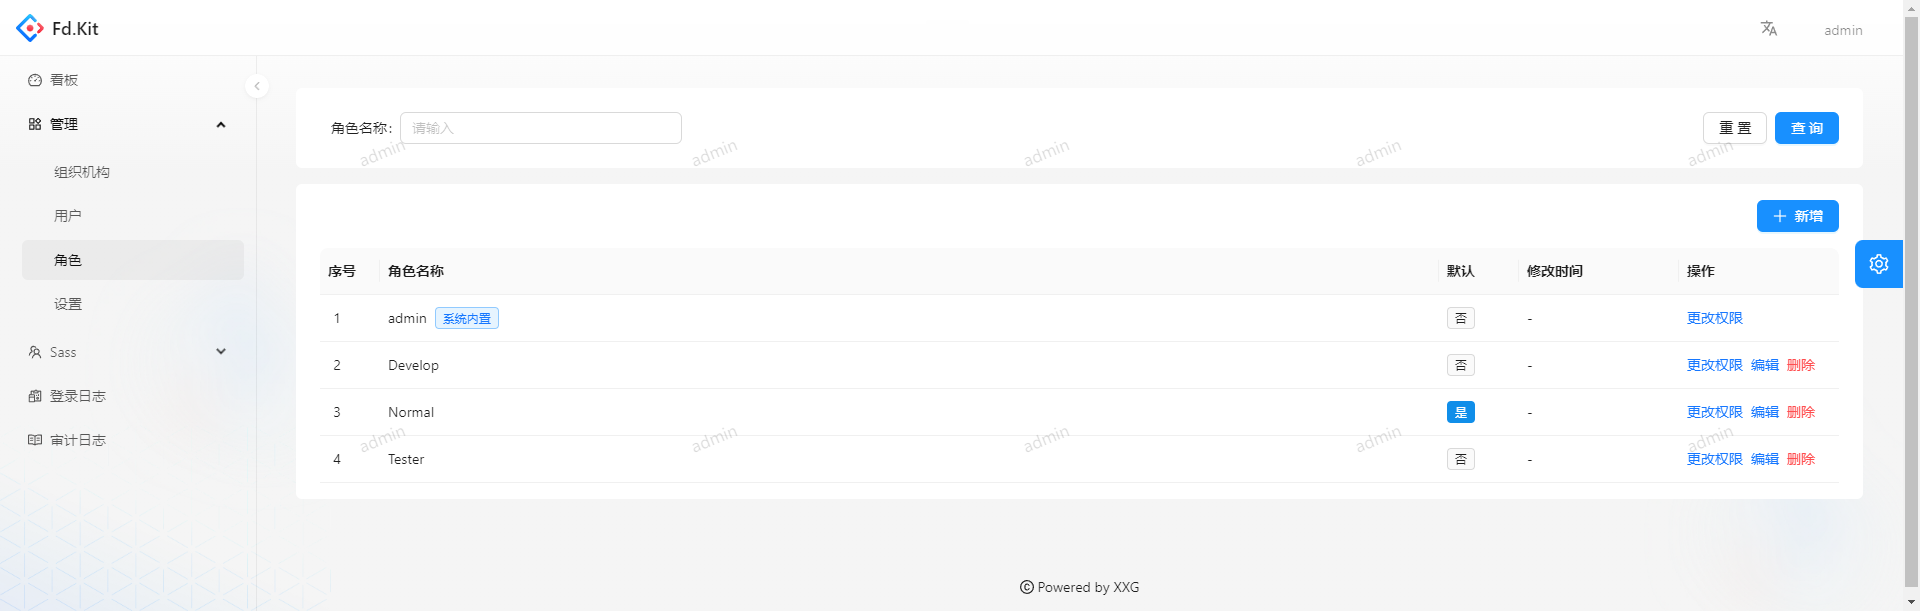 Fd.Kit
admin
看板
管理
组织机构
用户
角色
设置
Sass
登录日志
审计日志
角色名称: 请输入 重 置 查 询
admin admin admin admin admin
新增
序号 角色名称 默认 修改时间 操作
1 admin 系统内置 否 - 更改权限
2 Develop 否 - 更改权限 编辑 删除
3 Normal 是 - 更改权限 编辑 删除
admin admin admin admin admin
4 Tester 否 - 更改权限 编辑 删除
© Powered by XXG